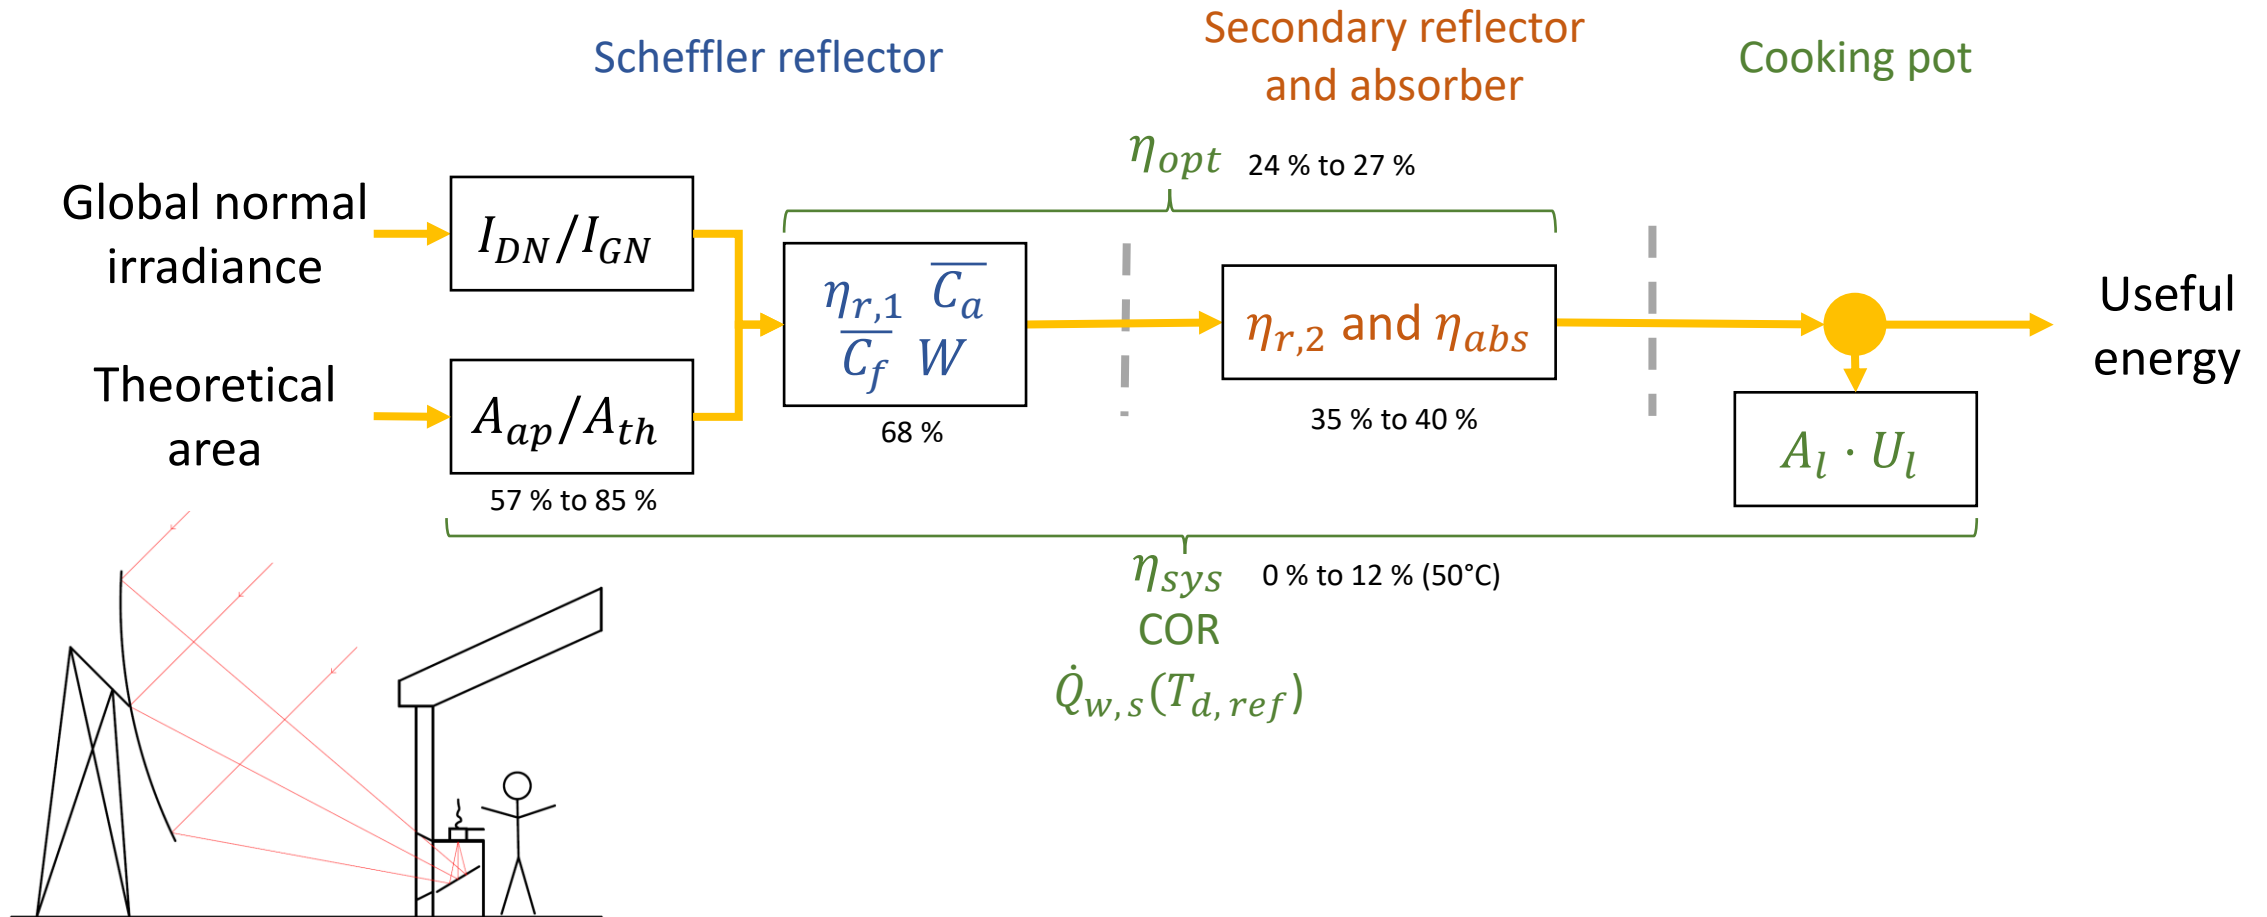 Scheffler reflector
Secondary reflector
and absorber
Cooking pot
η_opt 24 % to 27 %
Global normal
irradiance
I_DN/I_GN
Theoretical
area
A_ap/A_th
57 % to 85 %
η_r,1 C̅_a̅
C̅_f̅ W
68 %
η_r,2 and η_abs
35 % to 40 %
Useful
energy
A_l · U_l
η_sys 0 % to 12 % (50°C)
COR
Q̇_w,s(T_d,ref)